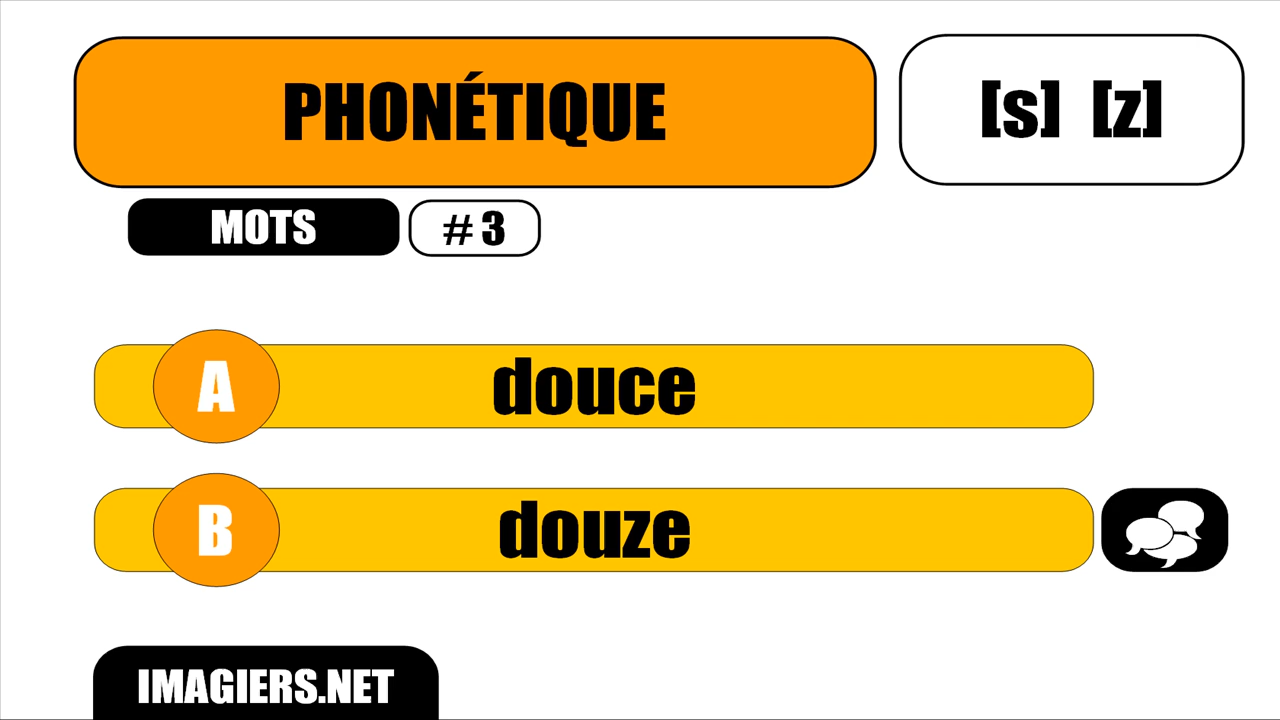 PHONÉTIQUE
[s] [z]
MOTS
# 3
A douce
B douze
IMAGIERS.NET